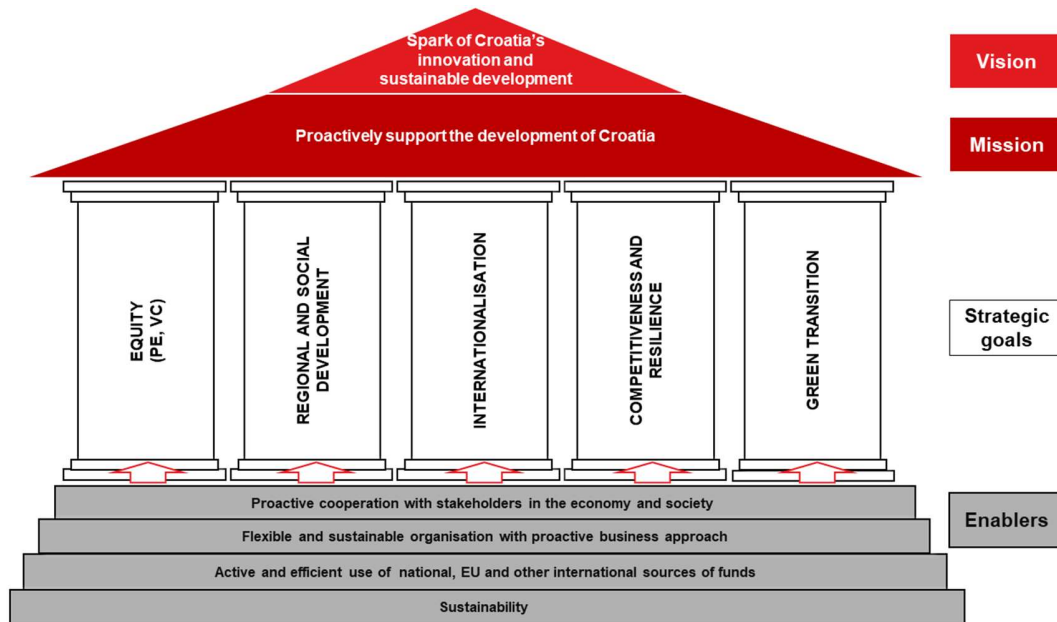 Spark of Croatia's
innovation and
sustainable development
Vision
Proactively support the development of Croatia
Mission
EQUITY
(PE, VC)
REGIONAL AND SOCIAL
DEVELOPMENT
INTERNATIONALISATION
COMPETITIVENESS AND
RESILIENCE
GREEN TRANSITION
Strategic
goals
Proactive cooperation with stakeholders in the economy and society
Enablers
Flexible and sustainable organisation with proactive business approach
Active and efficient use of national, EU and other international sources of funds
Sustainability